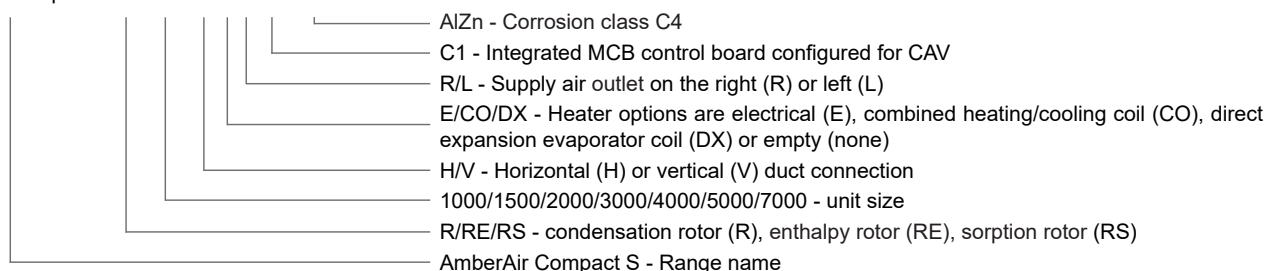 AlZn - Corrosion class C4
C1 - Integrated MCB control board configured for CAV
R/L - Supply air outlet on the right (R) or left (L)
E/CO/DX - Heater options are electrical (E), combined heating/cooling coil (CO), direct
expansion evaporator coil (DX) or empty (none)
H/V - Horizontal (H) or vertical (V) duct connection
1000/1500/2000/3000/4000/5000/7000 - unit size
R/RE/RS - condensation rotor (R), enthalpy rotor (RE), sorption rotor (RS)
AmberAir Compact S - Range name